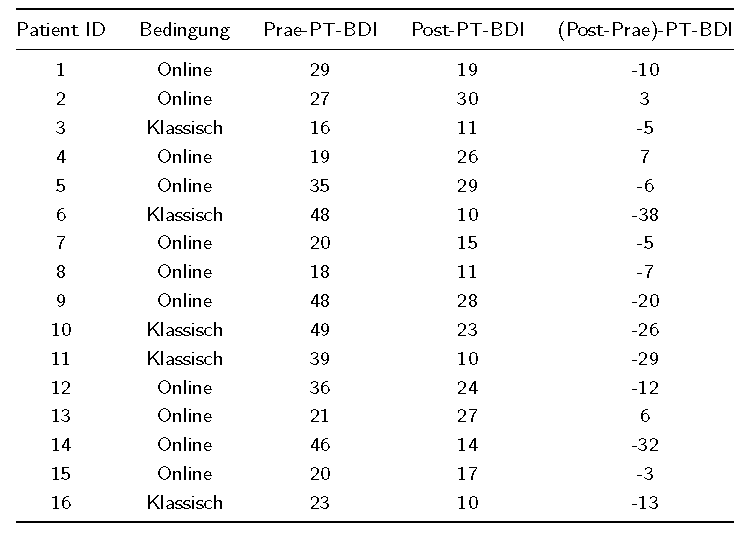 Patient ID Bedingung Prae-PT-BDI Post-PT-BDI (Post-Prae)-PT-BDI
1 Online 29 19 -10
2 Online 27 30 3
3 Klassisch 16 11 -5
4 Online 19 26 7
5 Online 35 29 -6
6 Klassisch 48 10 -38
7 Online 20 15 -5
8 Online 18 11 -7
9 Online 48 28 -20
10 Klassisch 49 23 -26
11 Klassisch 39 10 -29
12 Online 36 24 -12
13 Online 21 27 6
14 Online 46 14 -32
15 Online 20 17 -3
16 Klassisch 23 10 -13